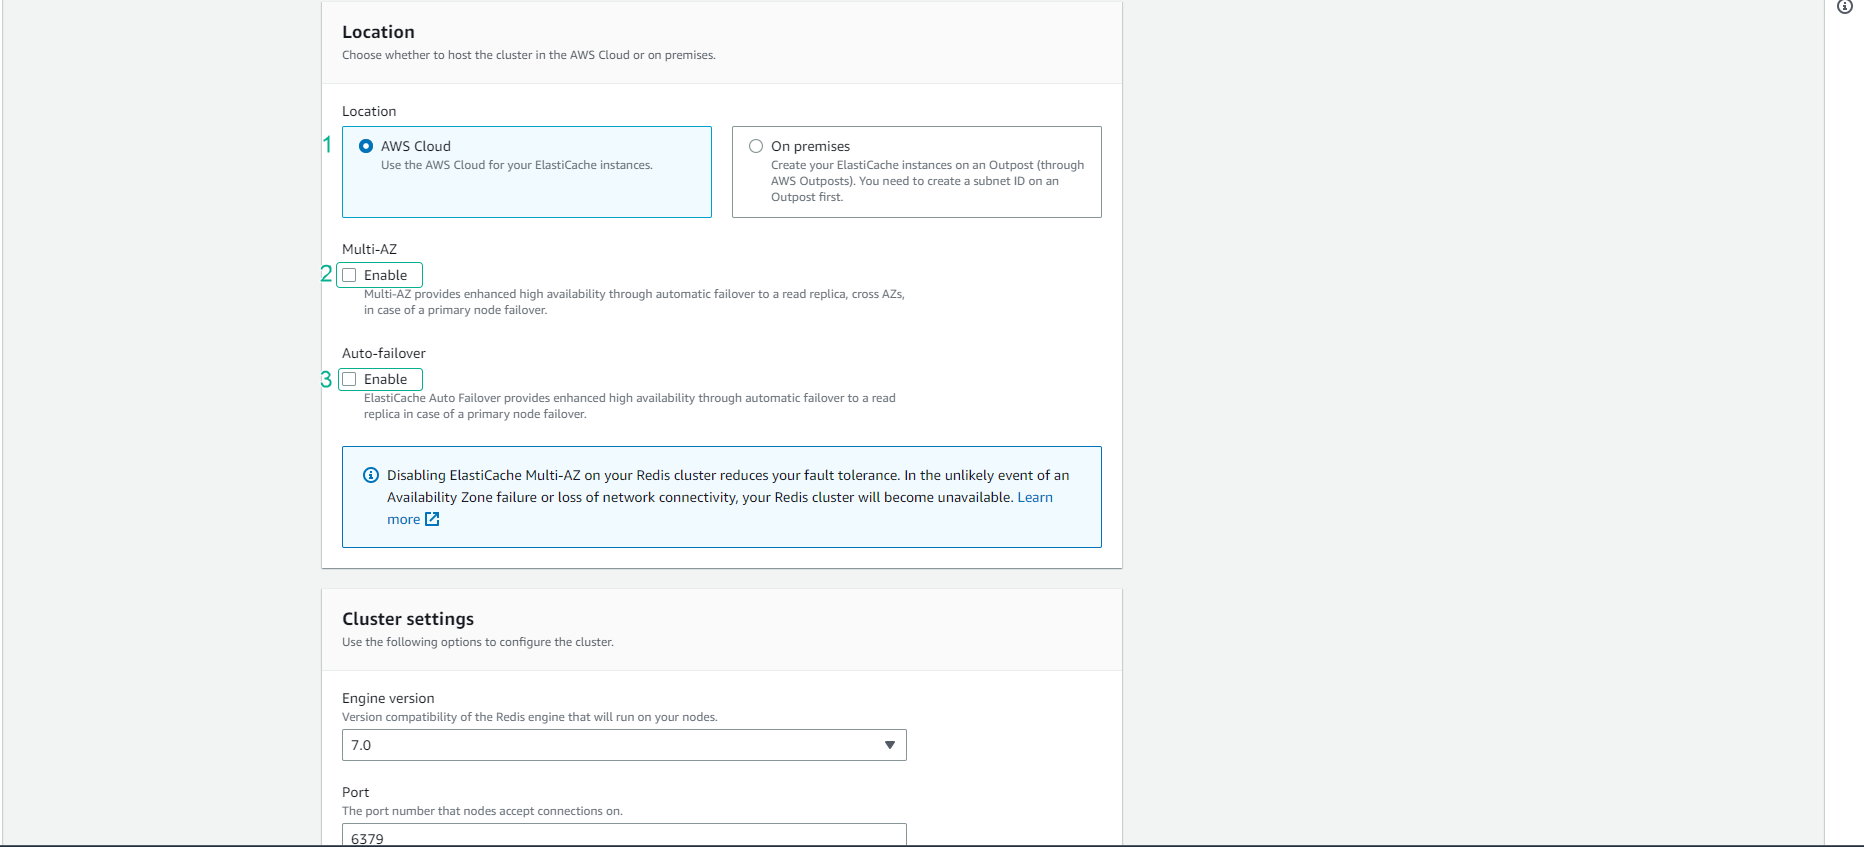 Location
Choose whether to host the cluster in the AWS Cloud or on premises.
Location
1
AWS Cloud
Use the AWS Cloud for your ElastiCache instances.
On premises
Create your ElastiCache instances on an Outpost (through
AWS Outposts). You need to create a subnet ID on an
Outpost first.
Multi-AZ
2
Enable
Multi-AZ provides enhanced high availability through automatic failover to a read replica, cross AZs,
in case of a primary node failover.
Auto-failover
3
Enable
ElastiCache Auto Failover provides enhanced high availability through automatic failover to a read
replica in case of a primary node failover.
Disabling ElastiCache Multi-AZ on your Redis cluster reduces your fault tolerance. In the unlikely event of an
Availability Zone failure or loss of network connectivity, your Redis cluster will become unavailable. Learn
more
Cluster settings
Use the following options to configure the cluster.
Engine version
Version compatibility of the Redis engine that will run on your nodes.
7.0
Port
The port number that nodes accept connections on.
6379